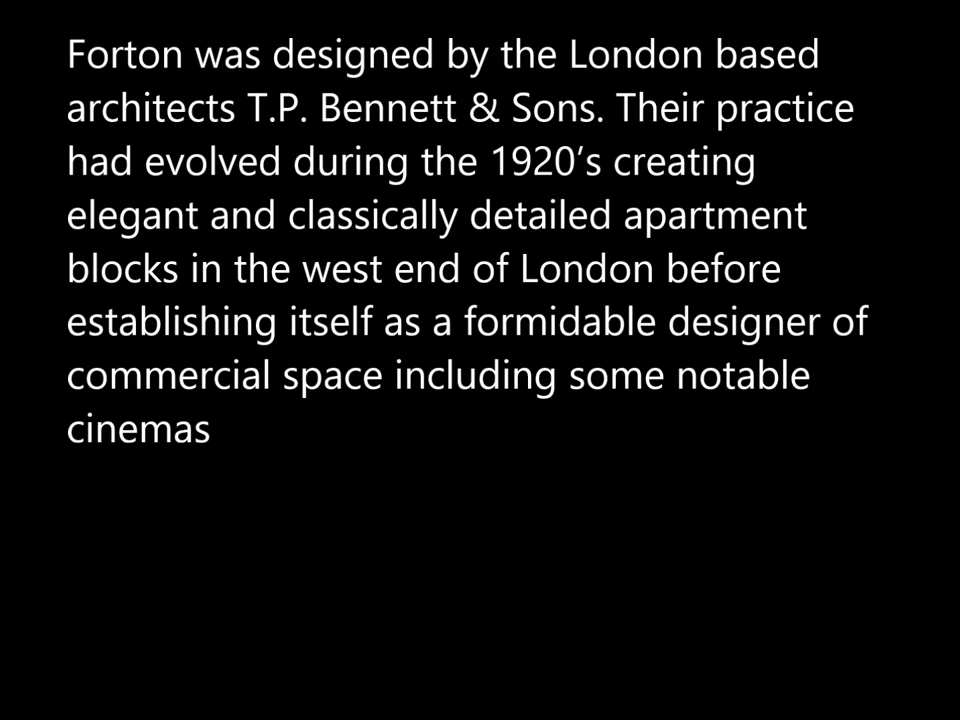 Forton was designed by the London based
architects T.P. Bennett & Sons. Their practice
had evolved during the 1920's creating
elegant and classically detailed apartment
blocks in the west end of London before
establishing itself as a formidable designer of
commercial space including some notable
cinemas